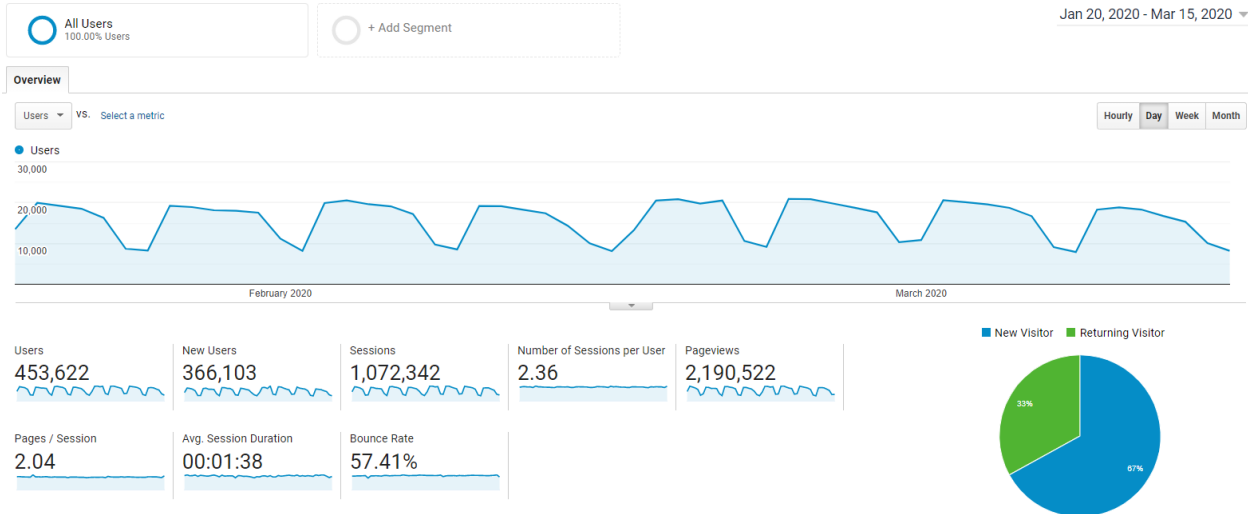 All Users
100.00% Users
+ Add Segment
Jan 20, 2020 - Mar 15, 2020
Overview
Users VS. Select a metric
Hourly Day Week Month
Users
30,000
20,000
10,000
February 2020 March 2020
New Visitor Returning Visitor
Users New Users Sessions Number of Sessions per User Pageviews
453,622 366,103 1,072,342 2.36 2,190,522
Pages / Session Avg. Session Duration Bounce Rate
2.04 00:01:38 57.41%
33%
67%